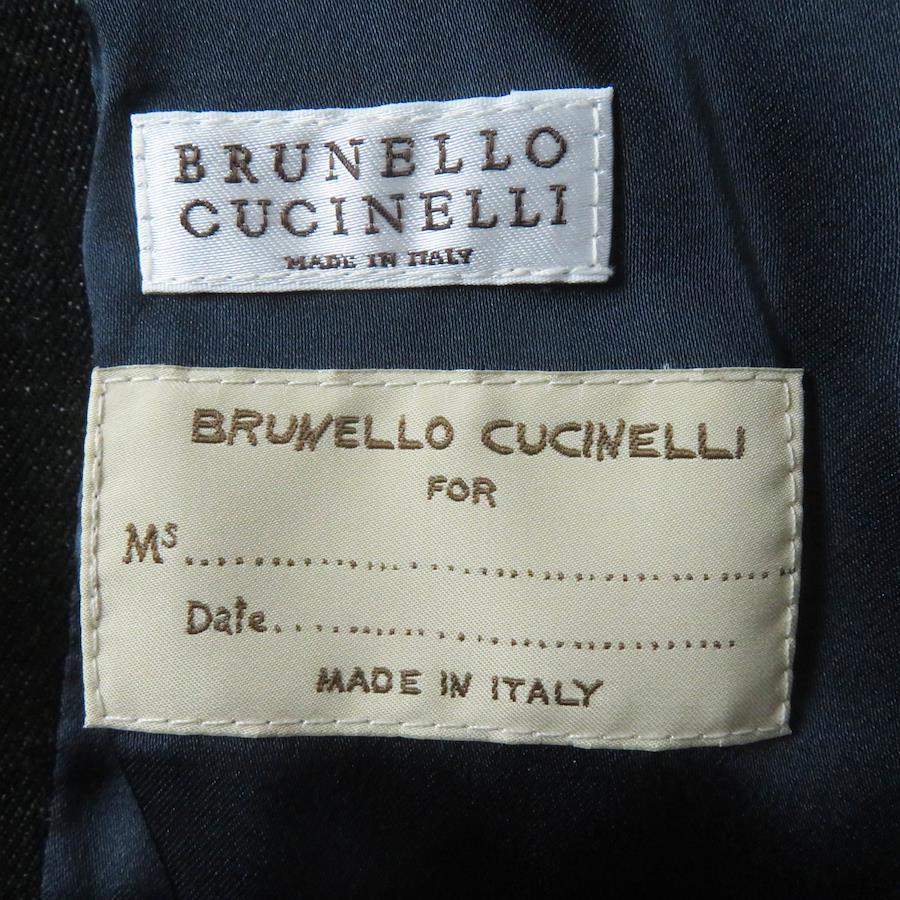 BRUNELLO
CUCINELLI
MADE IN ITALY
BRUNELLO CUCINELLI
FOR
Ms.......................................................
Date.........................................
MADE IN ITALY